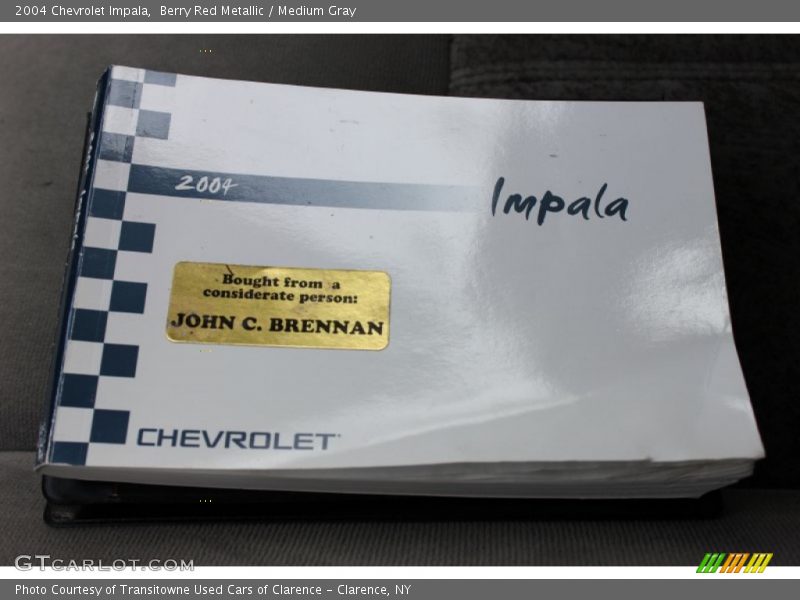 2004 Chevrolet Impala,  Berry Red Metallic / Medium Gray
2004
Impala
Bought from a
considerate person:
JOHN C. BRENNAN
CHEVROLET
GTCARLOT.COM
Photo Courtesy of Transitowne Used Cars of Clarence – Clarence, NY